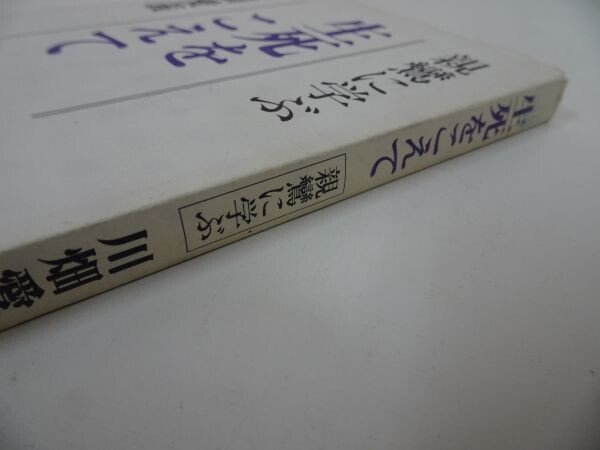 親鸞に学ぶ
生死を
こえて
生死をこえて
親鸞に学ぶ
川畑愛